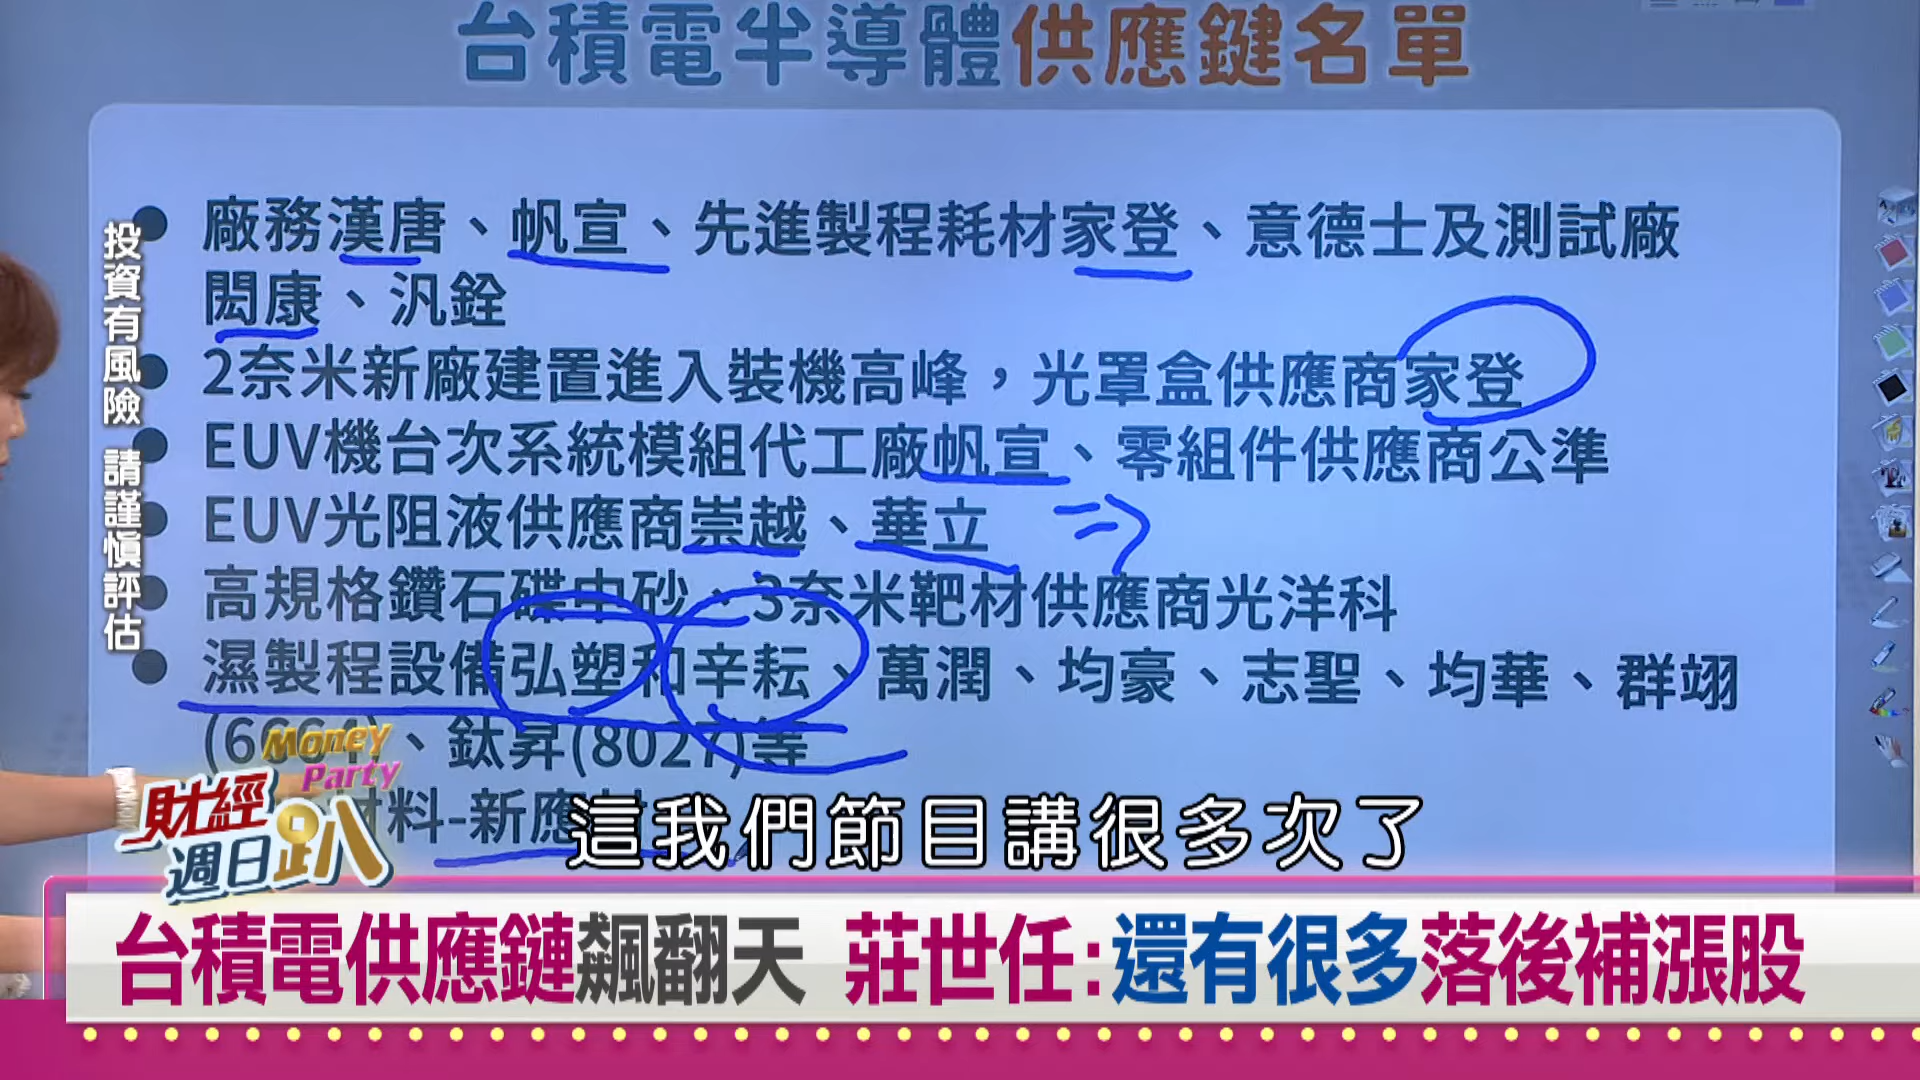 台積電半導體供應鍵名單
投資有風險 請謹慎評估
廠務漢唐、帆宣、先進製程耗材家登、意德士及測試廠
閎康、汎銓
2奈米新廠建置進入裝機高峰，光罩盒供應商家登
EUV機台次系統模組代工廠帆宣、零組件供應商公準
EUV光阻液供應商崇越、華立
高規格鑽石碟中砂、3奈米靶材供應商光洋科
濕製程設備弘塑和辛耘、萬潤、均豪、志聖、均華、群翊
(6664)、鈦昇(8027)等
材料-新應材
這我們節目講很多次了
Money
Party
財經
週日趴
台積電供應鏈飆翻天 莊世任:還有很多落後補漲股